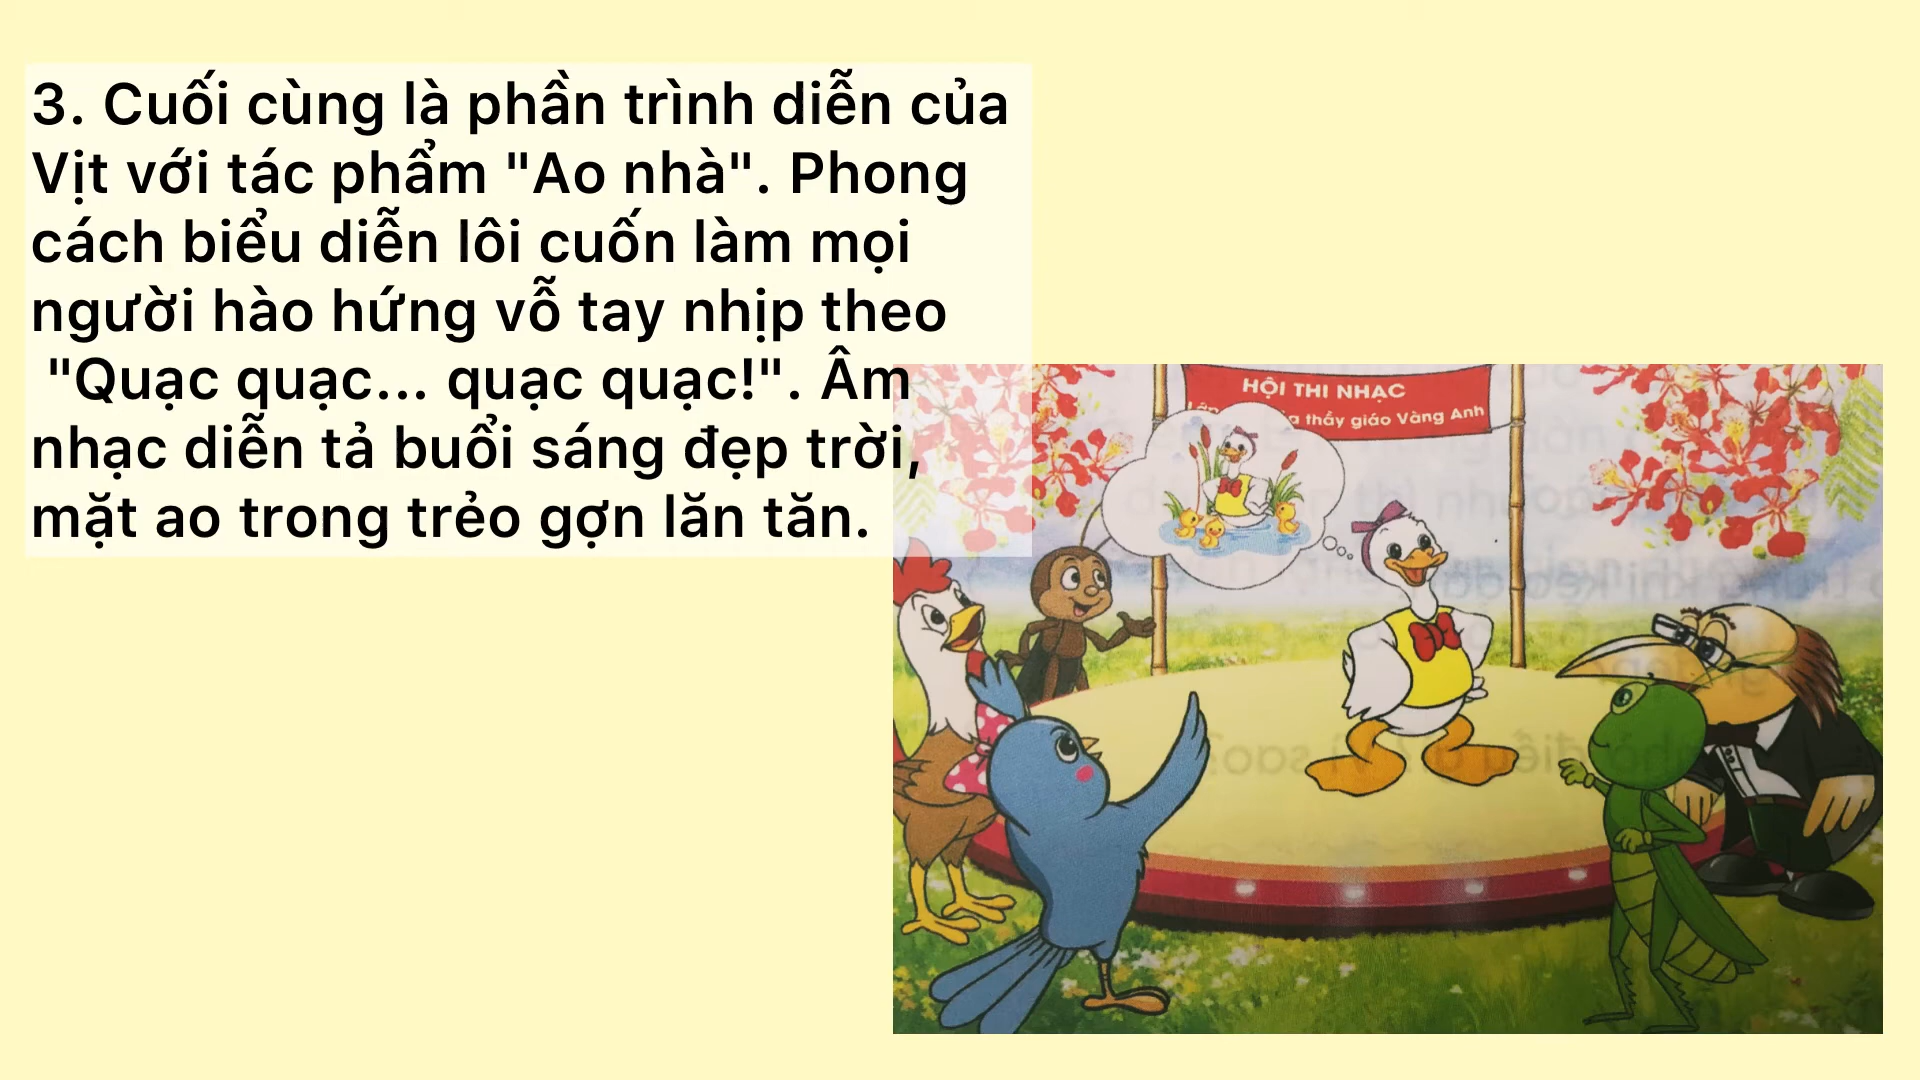 3. Cuối cùng là phần trình diễn của
Vịt với tác phẩm "Ao nhà". Phong
cách biểu diễn lôi cuốn làm mọi
người hào hứng vỗ tay nhịp theo
"Quạc quạc... quạc quạc!". Âm
nhạc diễn tả buổi sáng đẹp trời,
mặt ao trong trẻo gợn lăn tăn.
HỘI THI NHẠC
thầy giáo Vàng Anh